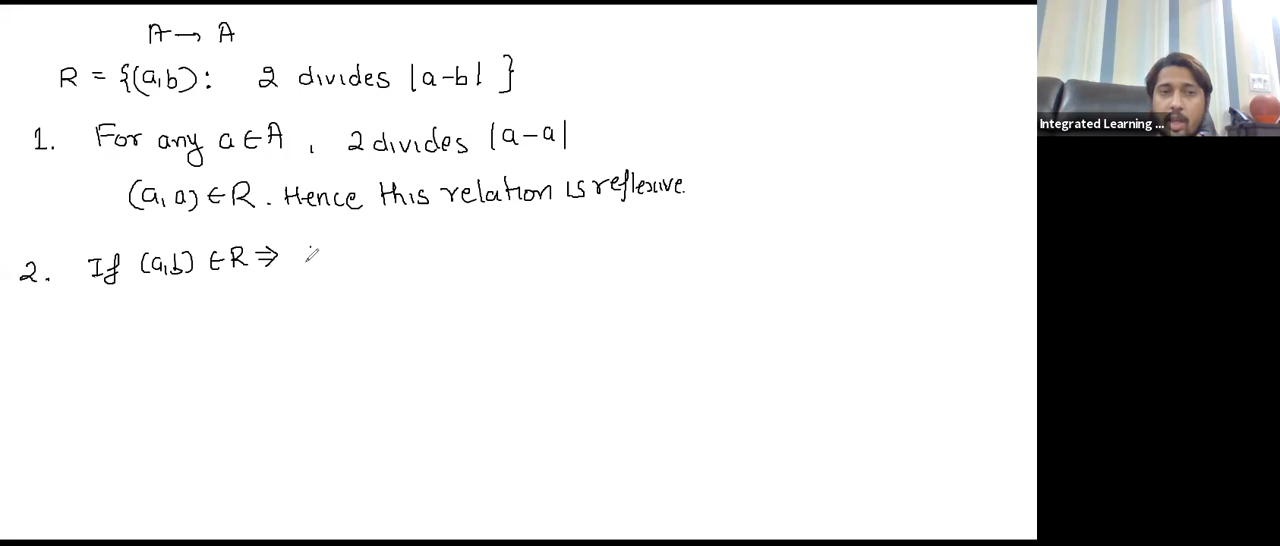 A → A
R = {(a,b) : 2 divides |a-b| }
1. For any a ∈ A , 2 divides |a-a|
(a, a) ∈ R . Hence this relation is reflexive.
2. If (a,b) ∈ R ⇒
Integrated Learning ...